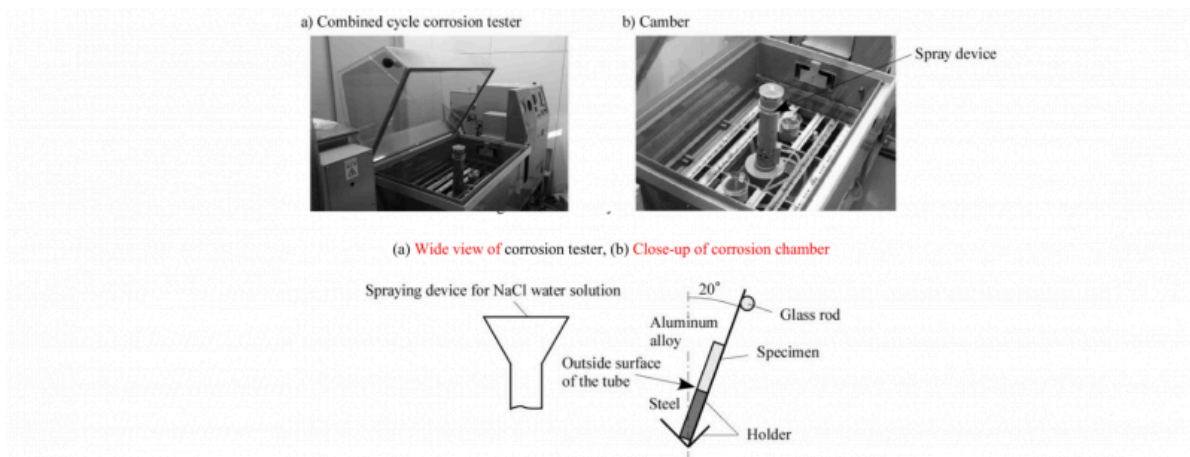 a) Combined cycle corrosion tester
b) Camber
Spray device
(a) Wide view of corrosion tester, (b) Close-up of corrosion chamber
Spraying device for NaCl water solution
20°
Glass rod
Aluminum
alloy
Specimen
Outside surface
of the tube
Steel
Holder